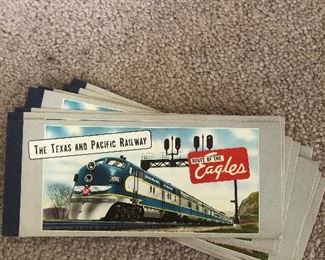 THE TEXAS AND PACIFIC RAILWAY
ROUTE OF THE
Eagles